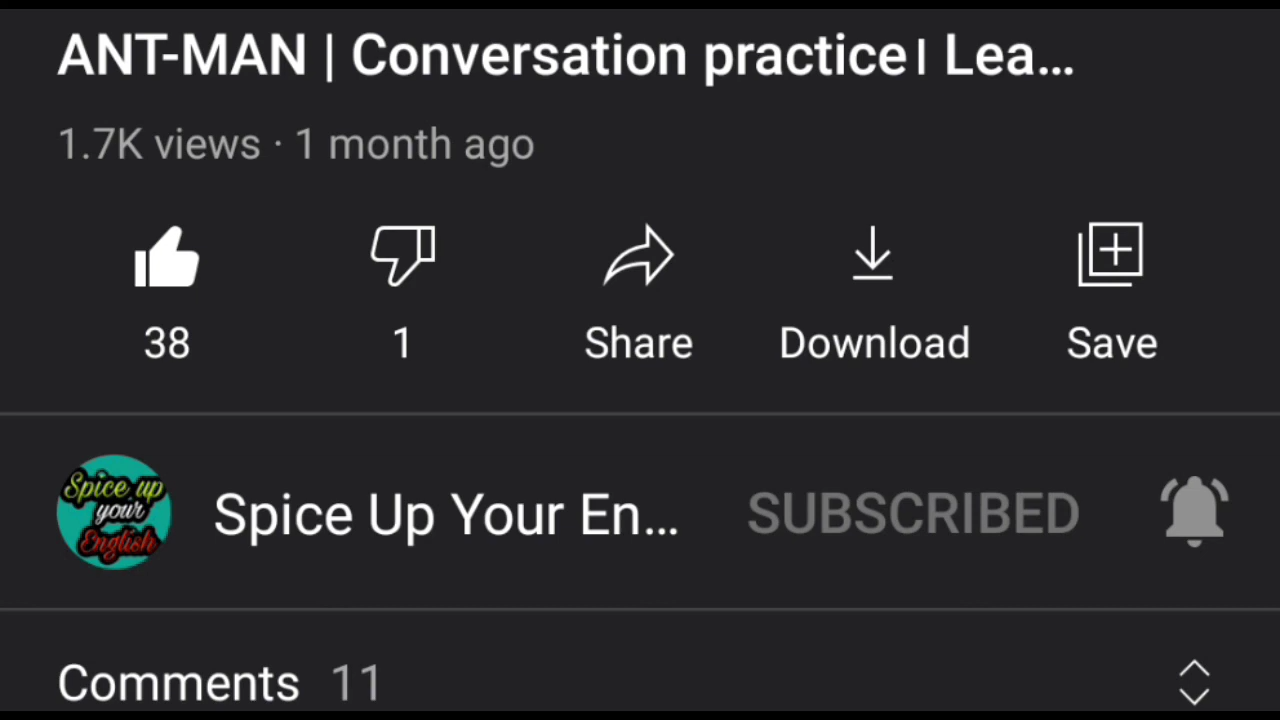 ANT-MAN | Conversation practice। Lea...
1.7K views · 1 month ago
38 1 Share Download Save
Spice up
your
English
Spice Up Your En... SUBSCRIBED
Comments 11